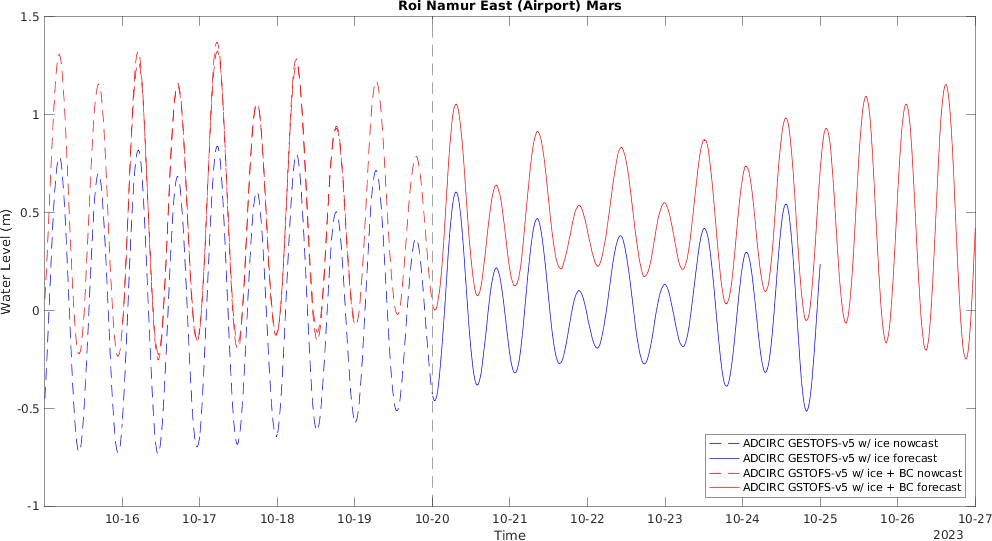 Roi Namur East (Airport) Mars
Water Level (m)
1.5
1
0.5
0
-0.5
-1
10-16 10-17 10-18 10-19 10-20 10-21 10-22 10-23 10-24 10-25 10-26 10-27
Time
2023
ADCIRC GESTOFS-v5 w/ ice nowcast
ADCIRC GESTOFS-v5 w/ ice forecast
ADCIRC GSTOFS-v5 w/ ice + BC nowcast
ADCIRC GSTOFS-v5 w/ ice + BC forecast